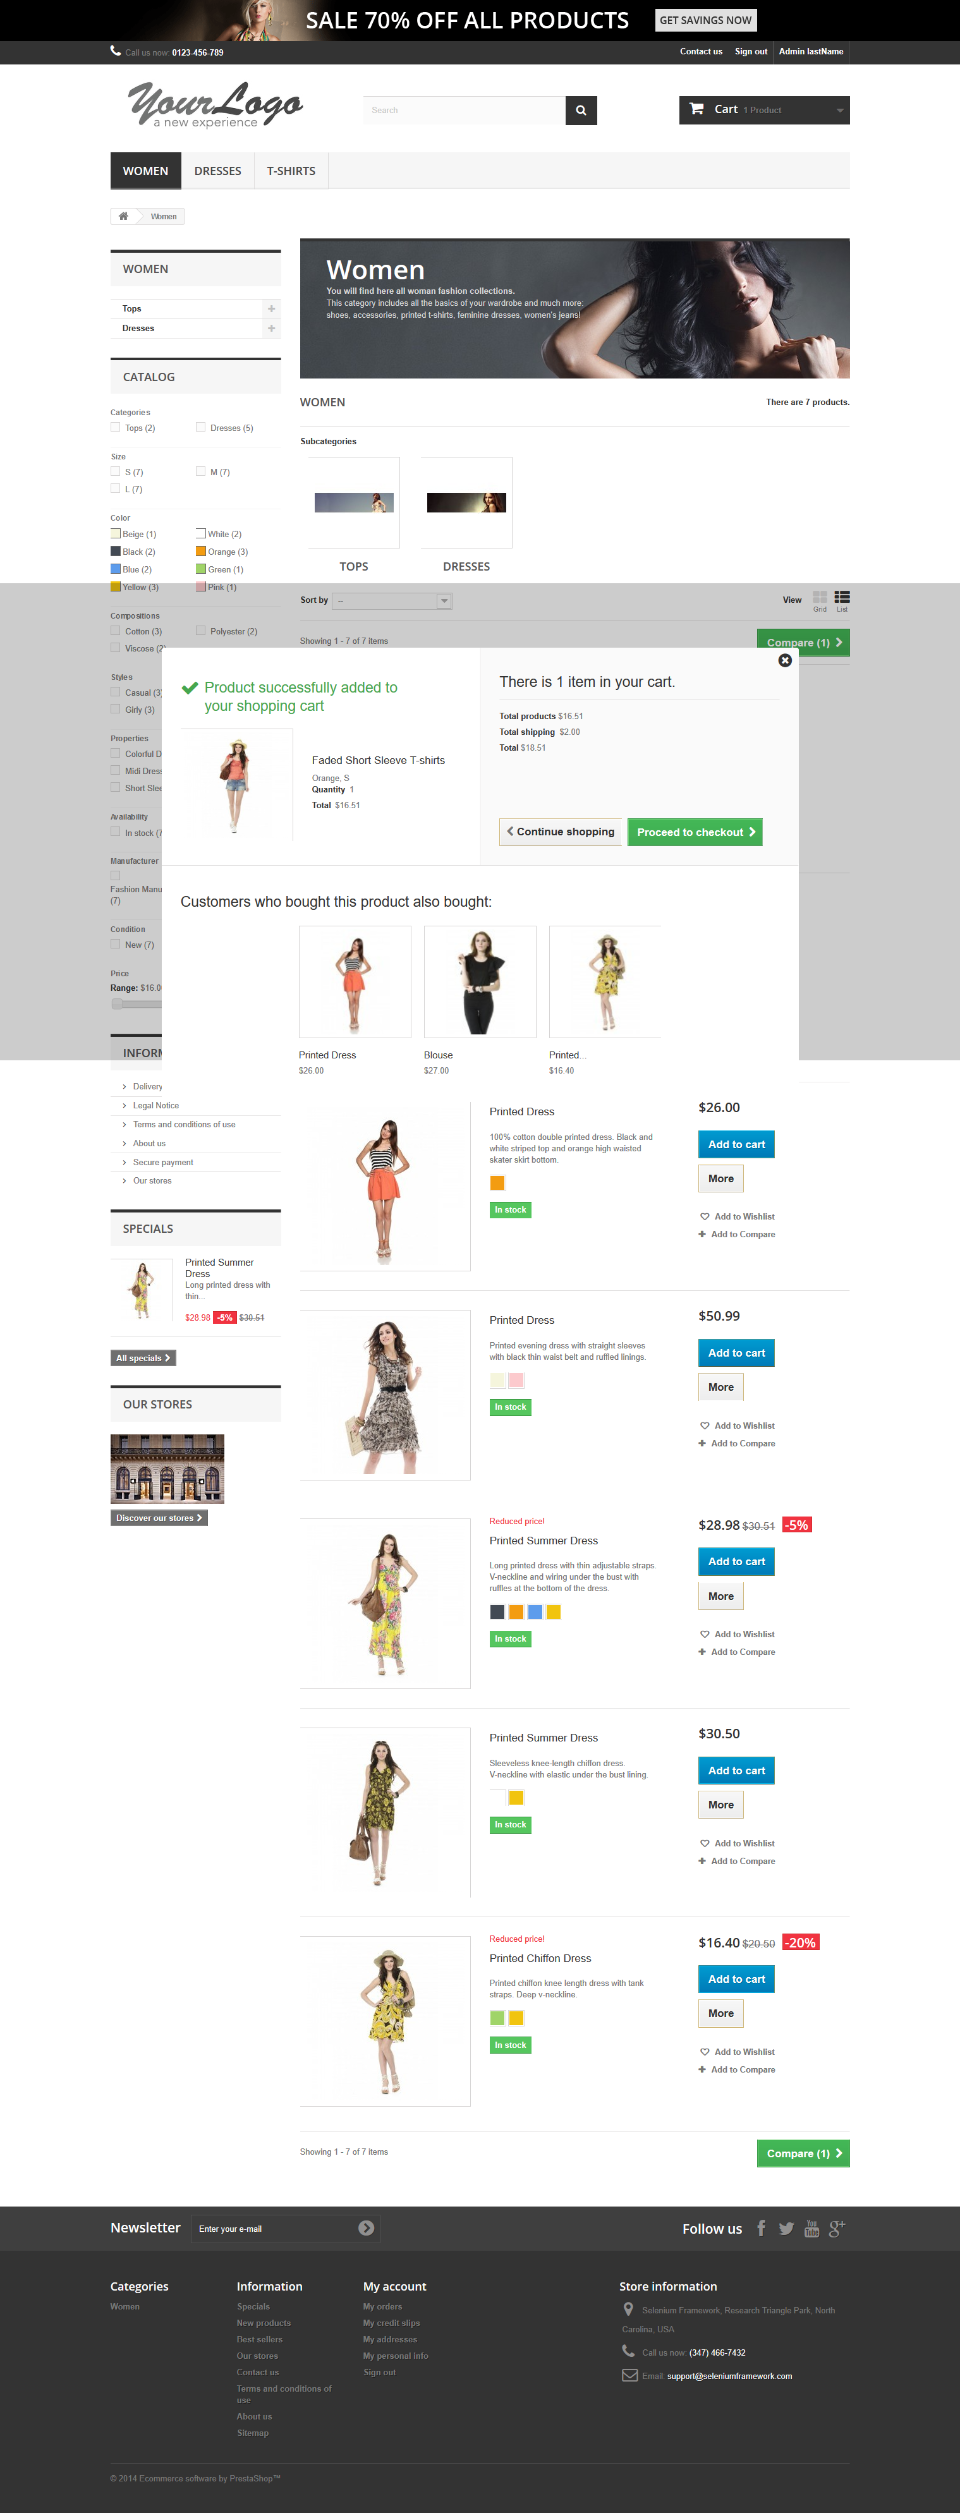 SALE 70% OFF ALL PRODUCTS
GET SAVINGS NOW
Call us now: 0123-456-789
Contact us
Sign out
Admin lastName
YourLogo
a new experience
Search
Cart 1 Product
WOMEN
DRESSES
T-SHIRTS
Women
WOMEN
Tops
Dresses
CATALOG
Categories
Tops (2)
Dresses (5)
Size
S (7)
M (7)
L (7)
Color
Beige (1)
White (2)
Black (2)
Orange (3)
Blue (2)
Green (1)
Yellow (3)
Pink (1)
Compositions
Cotton (3)
Polyester (2)
Viscose (2)
Styles
Casual (3)
Girly (3)
Properties
Colorful D
Midi Dress
Short Slee
Availability
In stock (7
Manufacturer
Fashion Manu
(7)
Condition
New (7)
Price
Range: $16.0
INFORM
Delivery
Legal Notice
Terms and conditions of use
About us
Secure payment
Our stores
SPECIALS
Printed Summer
Dress
Long printed dress with
thin...
$28.98 -5% $30.51
All specials
OUR STORES
Discover our stores
Women
You will find here all woman fashion collections.
This category includes all the basics of your wardrobe and much more:
shoes, accessories, printed t-shirts, feminine dresses, women's jeans!
WOMEN
There are 7 products.
Subcategories
TOPS
DRESSES
Sort by
--
View
Grid
List
Showing 1 - 7 of 7 items
Compare (1)
Product successfully added to
your shopping cart
Faded Short Sleeve T-shirts
Orange, S
Quantity 1
Total $16.51
There is 1 item in your cart.
Total products $16.51
Total shipping $2.00
Total $18.51
Continue shopping
Proceed to checkout
Customers who bought this product also bought:
Printed Dress
$26.00
Blouse
$27.00
Printed...
$16.40
Printed Dress
100% cotton double printed dress. Black and
white striped top and orange high waisted
skater skirt bottom.
In stock
$26.00
Add to cart
More
Add to Wishlist
Add to Compare
Printed Dress
Printed evening dress with straight sleeves
with black thin waist belt and ruffled linings.
In stock
$50.99
Add to cart
More
Add to Wishlist
Add to Compare
Reduced price!
Printed Summer Dress
Long printed dress with thin adjustable straps.
V-neckline and wiring under the bust with
ruffles at the bottom of the dress.
In stock
$28.98 $30.51 -5%
Add to cart
More
Add to Wishlist
Add to Compare
Printed Summer Dress
Sleeveless knee-length chiffon dress.
V-neckline with elastic under the bust lining.
In stock
$30.50
Add to cart
More
Add to Wishlist
Add to Compare
Reduced price!
Printed Chiffon Dress
Printed chiffon knee length dress with tank
straps. Deep v-neckline.
In stock
$16.40 $20.50 -20%
Add to cart
More
Add to Wishlist
Add to Compare
Showing 1 - 7 of 7 items
Compare (1)
Newsletter
Enter your e-mail
Follow us
You
Tube
Categories
Women
Information
Specials
New products
Best sellers
Our stores
Contact us
Terms and conditions of
use
About us
Sitemap
My account
My orders
My credit slips
My addresses
My personal info
Sign out
Store information
Selenium Framework, Research Triangle Park, North
Carolina, USA
Call us now: (347) 466-7432
Email: support@seleniumframework.com
© 2014 Ecommerce software by PrestaShop™